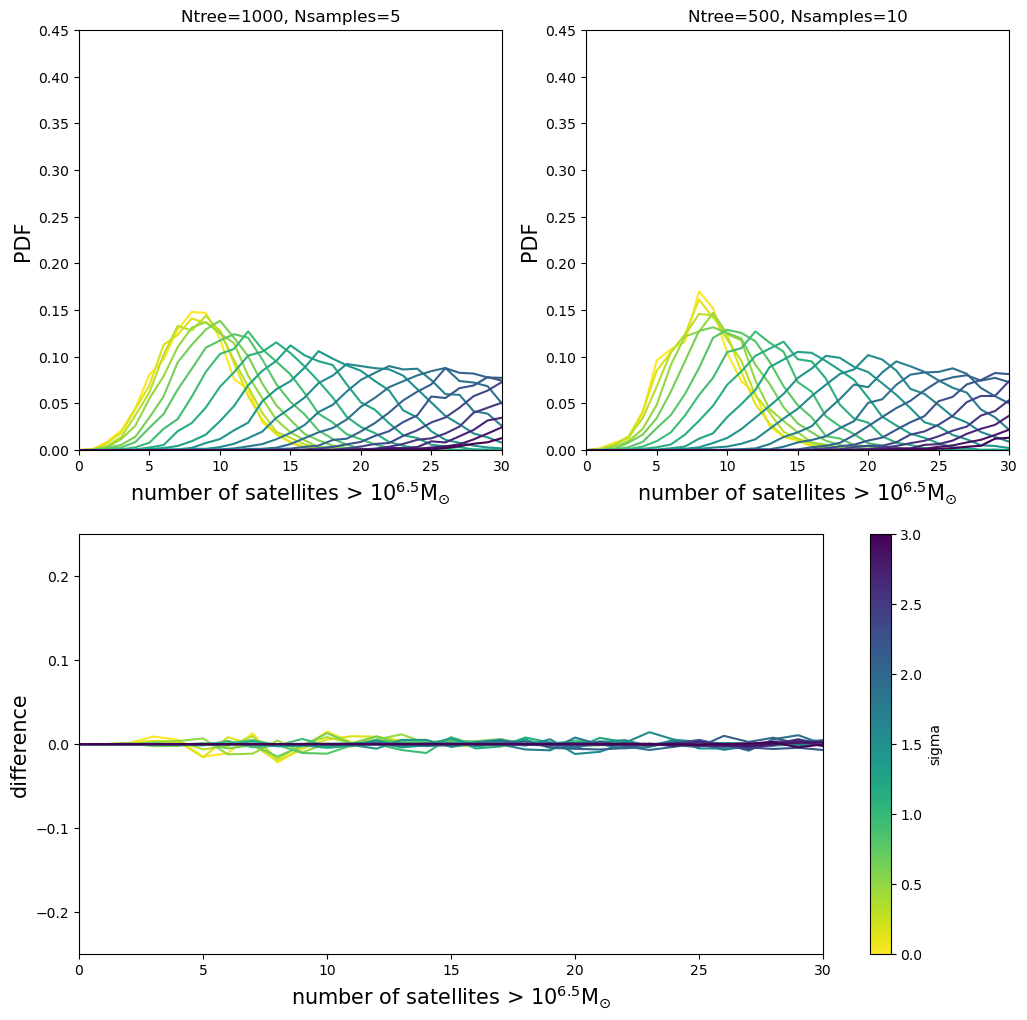 Ntree=1000, Nsamples=5
0.45
0.40
0.35
0.30
0.25
0.20
0.15
0.10
0.05
0.00
PDF
0 5 10 15 20 25 30
number of satellites > 10^6.5 M⊙
Ntree=500, Nsamples=10
0.45
0.40
0.35
0.30
0.25
0.20
0.15
0.10
0.05
0.00
PDF
0 5 10 15 20 25 30
number of satellites > 10^6.5 M⊙
0.2
0.1
0.0
−0.1
−0.2
difference
0 5 10 15 20 25 30
number of satellites > 10^6.5 M⊙
3.0
2.5
2.0
1.5
1.0
0.5
0.0
sigma